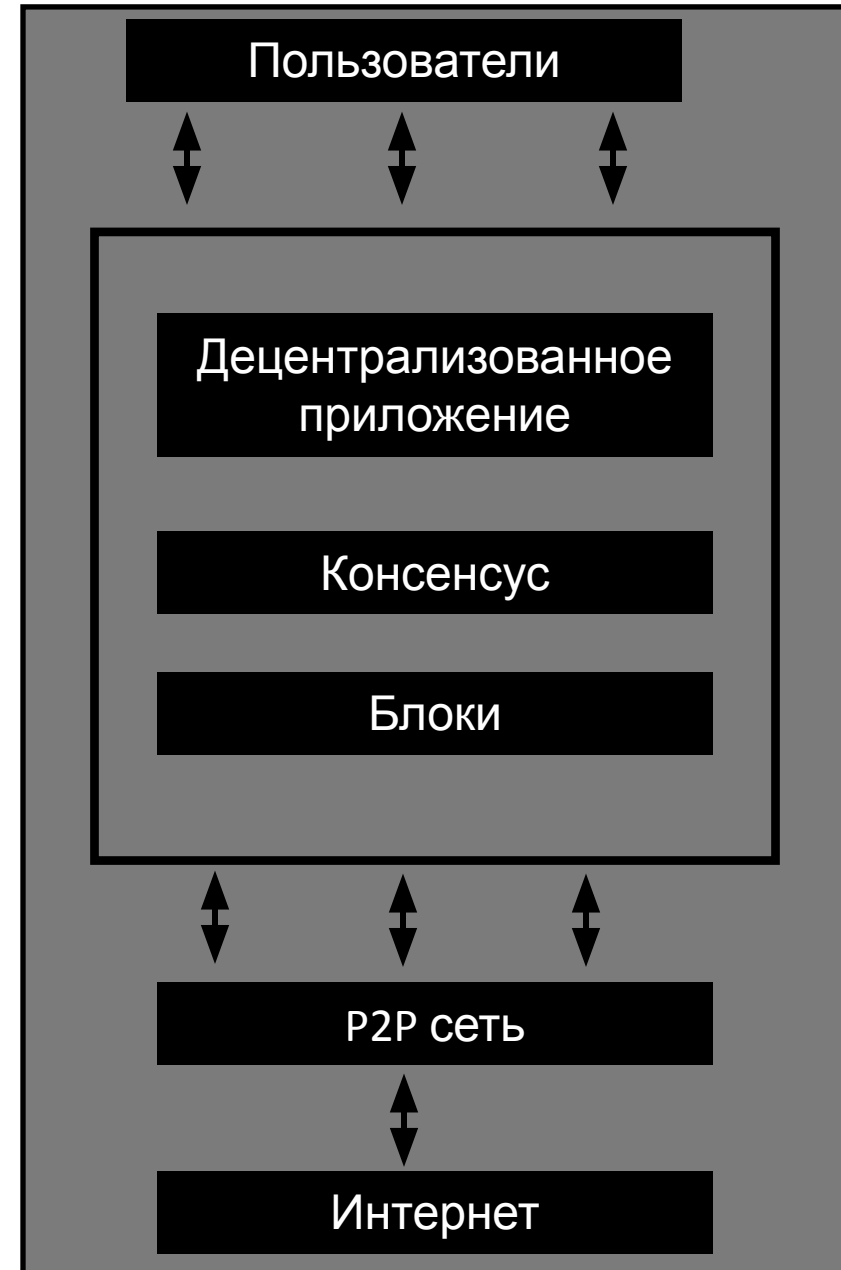 Пользователи
Децентрализованное
приложение
Консенсус
Блоки
P2P сеть
Интернет